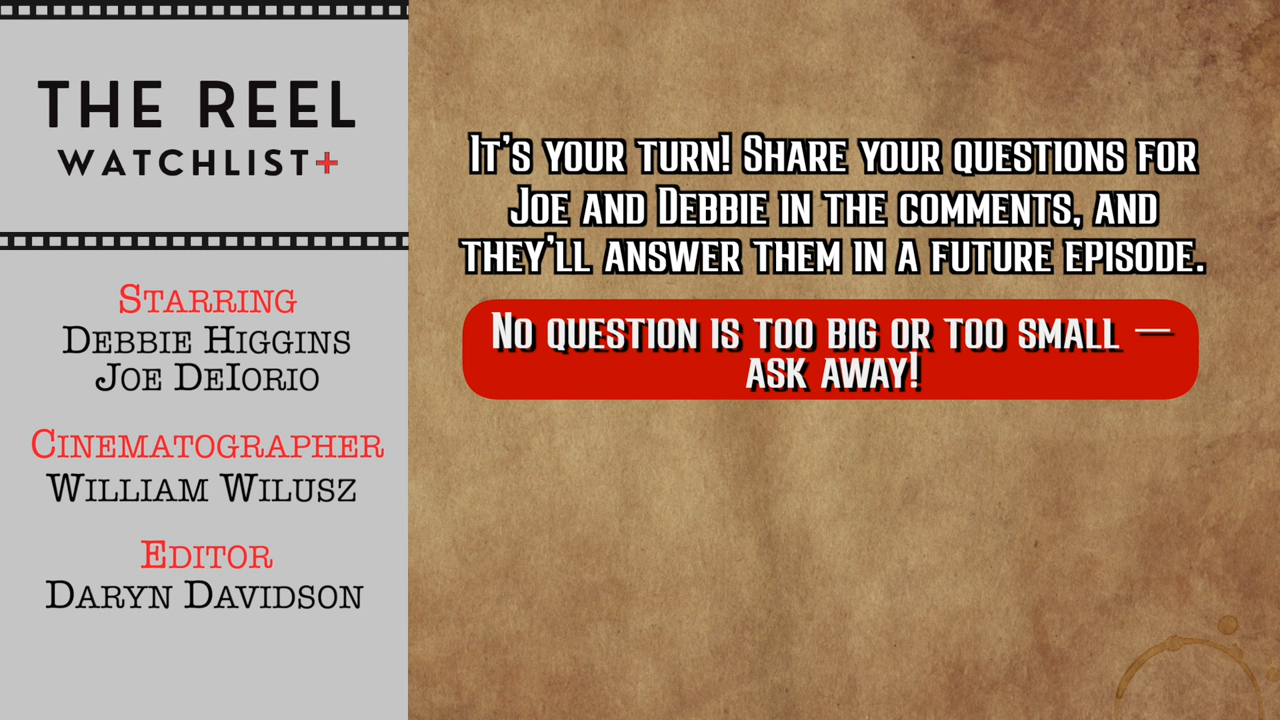 THE REEL
WATCHLIST+
STARRING
DEBBIE HIGGINS
JOE DEIORIO
CINEMATOGRAPHER
WILLIAM WILUSZ
EDITOR
DARYN DAVIDSON
IT'S YOUR TURN! SHARE YOUR QUESTIONS FOR
JOE AND DEBBIE IN THE COMMENTS, AND
THEY'LL ANSWER THEM IN A FUTURE EPISODE.
NO QUESTION IS TOO BIG OR TOO SMALL —
ASK AWAY!